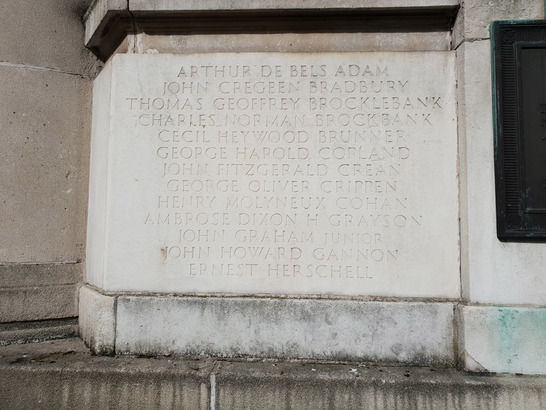 ARTHUR DE BELS ADAM
JOHN CREGEEN BRADBURY
THOMAS GEOFFREY BROCKLEBANK
CHARLES NORMAN BROCKBANK
CECIL HEYWOOD BRUNNER
GEORGE HAROLD COPLAND
JOHN FITZGERALD CREAN
GEORGE OLIVER CRIPPEN
HENRY MOLYNEUX COHAN
AMBROSE DIXON H GRAYSON
JOHN GRAHAM JUNIOR
JOHN HOWARD GANNON
ERNEST HERSCHELL